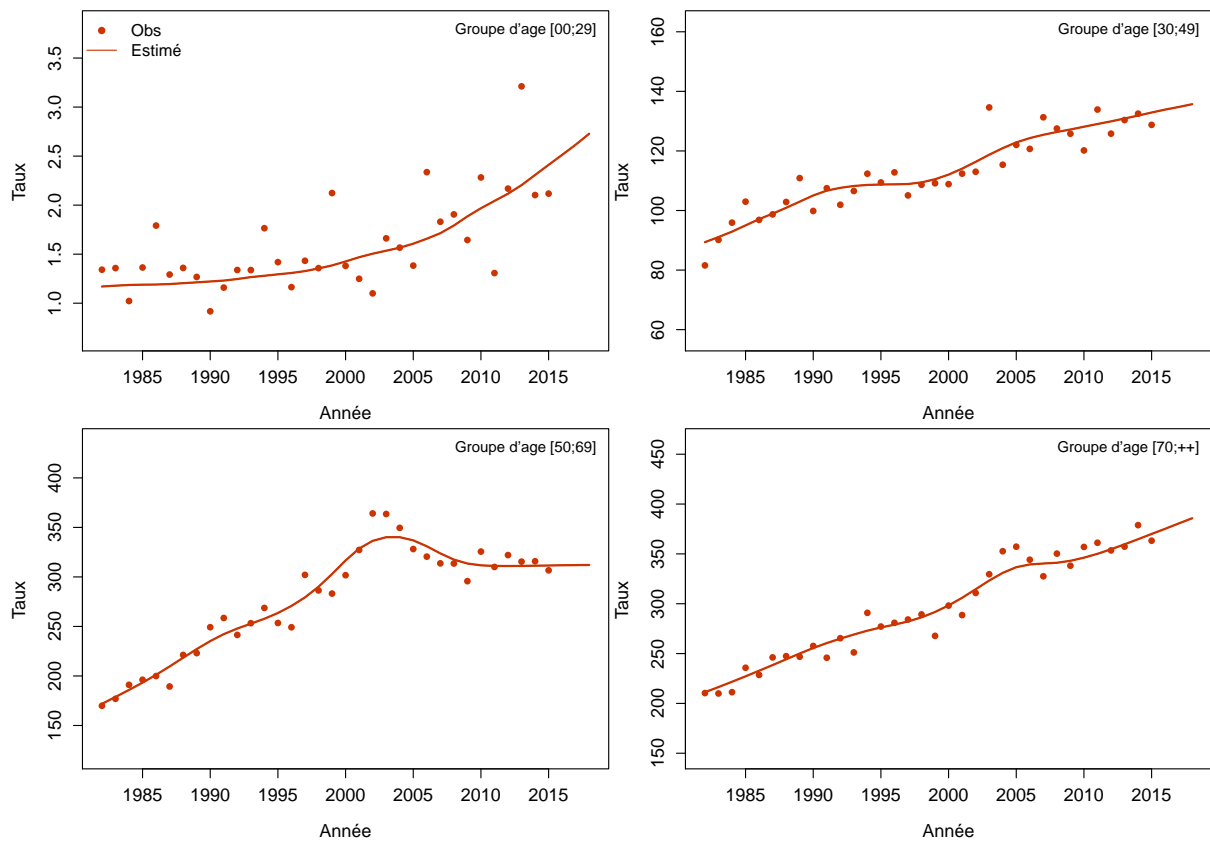 Obs
Estimé
Groupe d'age [00;29]
Taux
3.5
3.0
2.5
2.0
1.5
1.0
1985 1990 1995 2000 2005 2010 2015
Année
Groupe d'age [30;49]
Taux
160
140
120
100
80
60
1985 1990 1995 2000 2005 2010 2015
Année
Groupe d'age [50;69]
Taux
400
350
300
250
200
150
1985 1990 1995 2000 2005 2010 2015
Année
Groupe d'age [70;++]
Taux
450
400
350
300
250
200
150
1985 1990 1995 2000 2005 2010 2015
Année